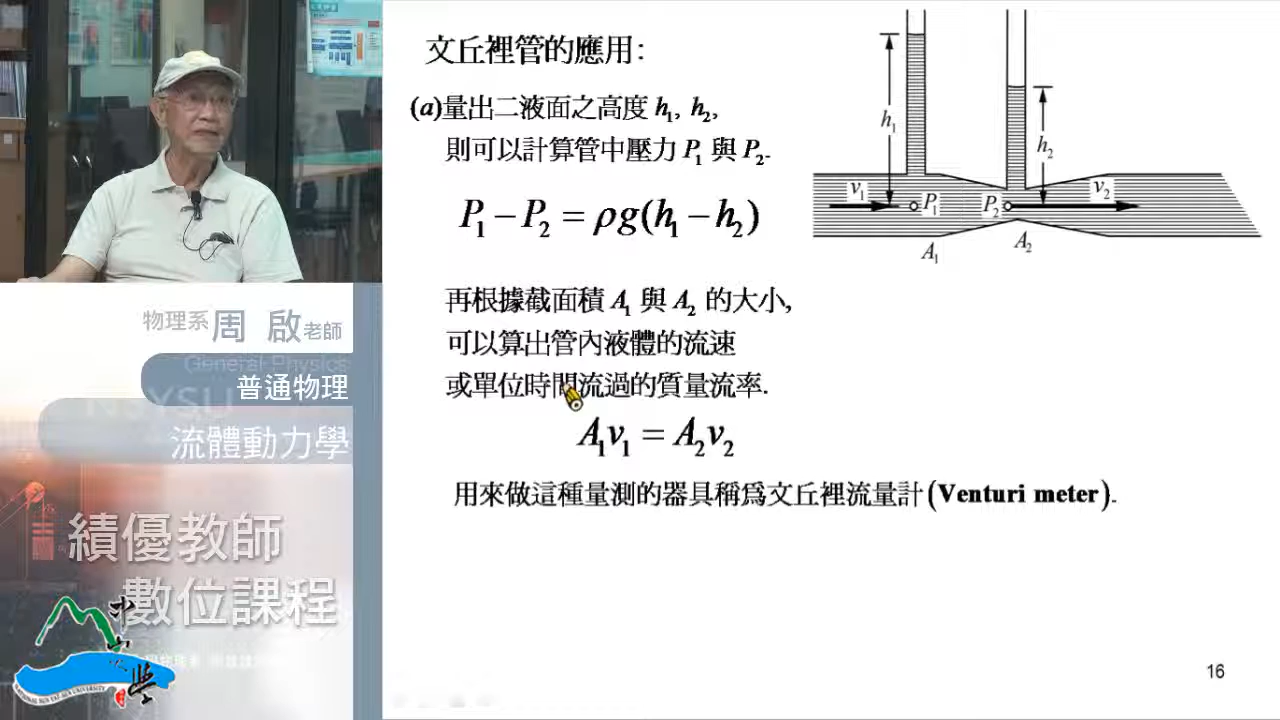 文丘裡管的應用:
(a)量出二液面之高度 h₁, h₂,
則可以計算管中壓力 P₁ 與 P₂.
P₁ − P₂ = ρg(h₁ − h₂)
再根據截面積 A₁ 與 A₂ 的大小,
可以算出管內液體的流速
或單位時間流過的質量流率.
A₁v₁ = A₂v₂
用來做這種量測的器具稱為文丘裡流量計(Venturi meter).
h₁
h₂
v₁
P₁
P₂
v₂
A₁
A₂
物理系 周 啟 老師
General Physics
普通物理
流體動力學
績優教師
數位課程
NATIONAL SUN YAT-SEN UNIVERSITY
16